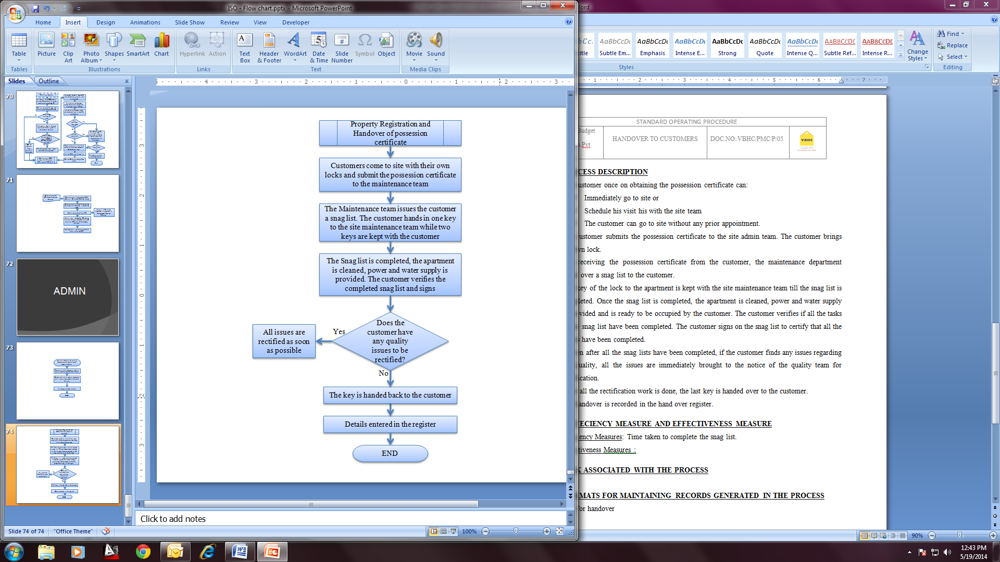 ISO - Flow chart.pptx - Microsoft PowerPoint
Home Insert Design Animations Slide Show Review View Developer
Table
Picture
Clip Art
Photo Album
Shapes
SmartArt
Chart
Hyperlink
Action
Text Box
Header & Footer
WordArt
Date & Time
Slide Number
Symbol
Object
Movie
Sound
Tables
Illustrations
Links
Text
Media Clips
Slides Outline
70
71
72
ADMIN
73
74
Property Registration and
Handover of possession
certificate
Customers come to site with their own
locks and submit the possession certificate
to the maintenance team
The Maintenance team issues the customer
a snag list. The customer hands in one key
to the site maintenance team while two
keys are kept with the customer
The Snag list is completed, the apartment
is cleaned, power and water supply is
provided. The customer verifies the
completed snag list and signs
Does the
customer have
any quality
issues to be
rectified?
Yes
All issues are
rectified as soon
as possible
No
The key is handed back to the customer
Details entered in the register
END
Click to add notes
Slide 74 of 74 "Office Theme" 100%
Word
AaBbCc. AaBbCcDc AaBbCcDc AaBbCcDc AaBbCcDc AaBbCcDc AaBbCcDc AABBCCDD AABBCCDD
title Subtle Em... Emphasis Intense E... Strong Quote Intense Q... Subtle Ref... Intense R...
Change Styles
Find
Replace
Select
Styles
Editing
STANDARD OPERATING PROCEDURE
Budget
Pvt
HANDOVER TO CUSTOMERS
DOC.NO: VBHC/PMC/P/05
VBHC
CESS DESCRIPTION
ustomer once on obtaining the possession certificate can:
Immediately go to site or
Schedule his visit his with the site team
The customer can go to site without any prior appointment.
ustomer submits the possession certificate to the site admin team. The customer brings
wn lock.
receiving the possession certificate from the customer, the maintenance department
over a snag list to the customer.
key of the lock to the apartment is kept with the site maintenance team till the snag list is
leted. Once the snag list is completed, the apartment is cleaned, power and water supply
vided and is ready to be occupied by the customer. The customer verifies if all the tasks
snag list have been completed. The customer signs on the snag list to certify that all the
s have been completed.
n after all the snag lists have been completed, if the customer finds any issues regarding
uality, all the issues are immediately brought to the notice of the quality team for
ication.
all the rectification work is done, the last key is handed over to the customer.
andover is recorded in the hand over register.
ECIENCY MEASURE AND EFFECTIVENESS MEASURE
iency Measures: Time taken to complete the snag list.
tiveness Measures :
K ASSOCIATED WITH THE PROCESS
MATS FOR MAINTAINING RECORDS GENERATED IN THE PROCESS
for handover
90%
12:43 PM
5/19/2014